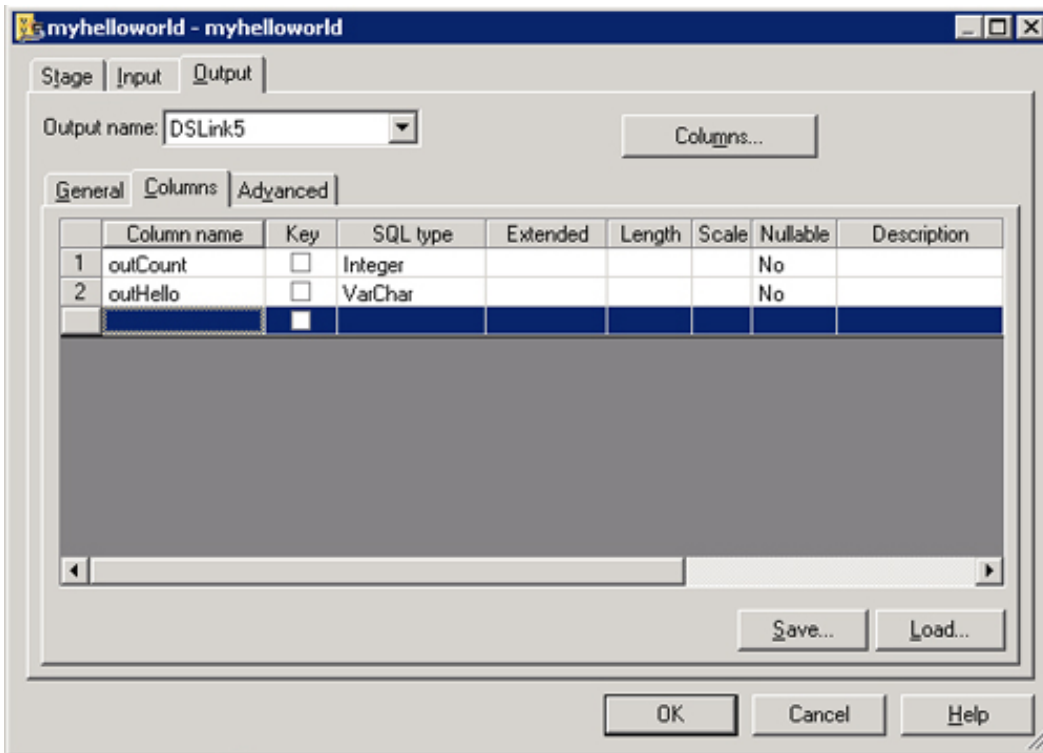 myhelloworld - myhelloworld
Stage Input Output
Output name: DSLink5 Columns...
General Columns Advanced
Column name Key SQL type Extended Length Scale Nullable Description
1 outCount Integer No
2 outHello VarChar No
Save... Load...
OK Cancel Help